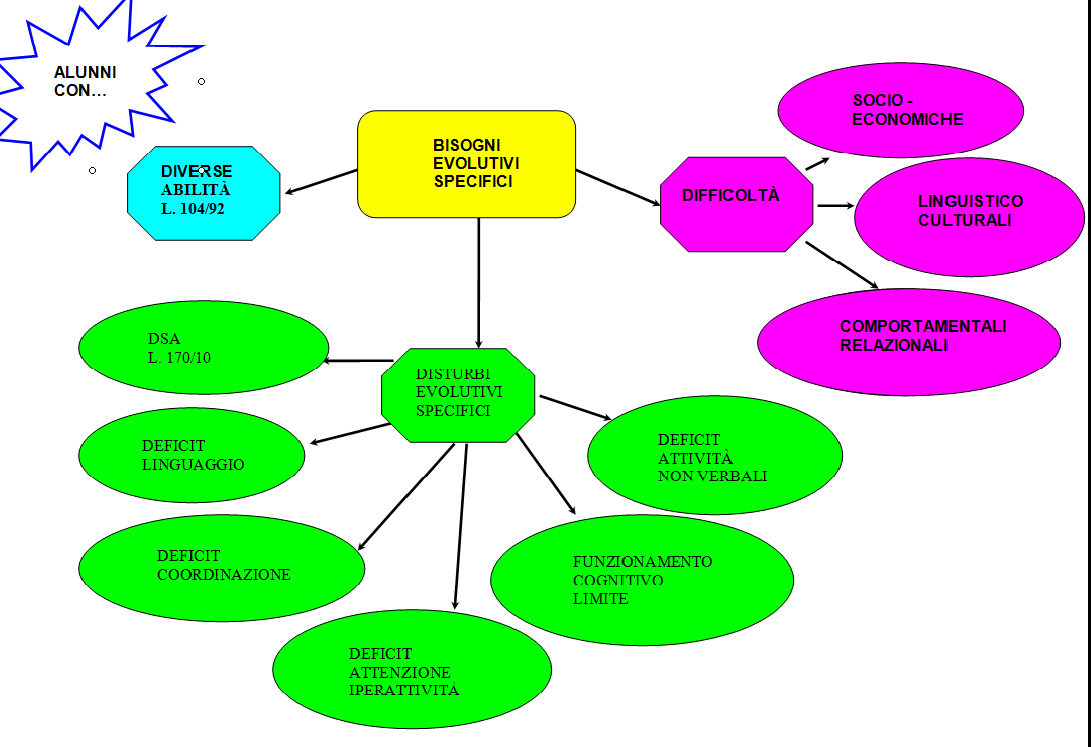 ALUNNI
CON...
BISOGNI
EVOLUTIVI
SPECIFICI
DIVERSE
ABILITÀ
L. 104/92
DIFFICOLTÀ
SOCIO -
ECONOMICHE
LINGUISTICO
CULTURALI
COMPORTAMENTALI
RELAZIONALI
DISTURBI
EVOLUTIVI
SPECIFICI
DSA
L. 170/10
DEFICIT
LINGUAGGIO
DEFICIT
COORDINAZIONE
DEFICIT
ATTENZIONE
IPERATTIVITÀ
FUNZIONAMENTO
COGNITIVO
LIMITE
DEFICIT
ATTIVITÀ
NON VERBALI